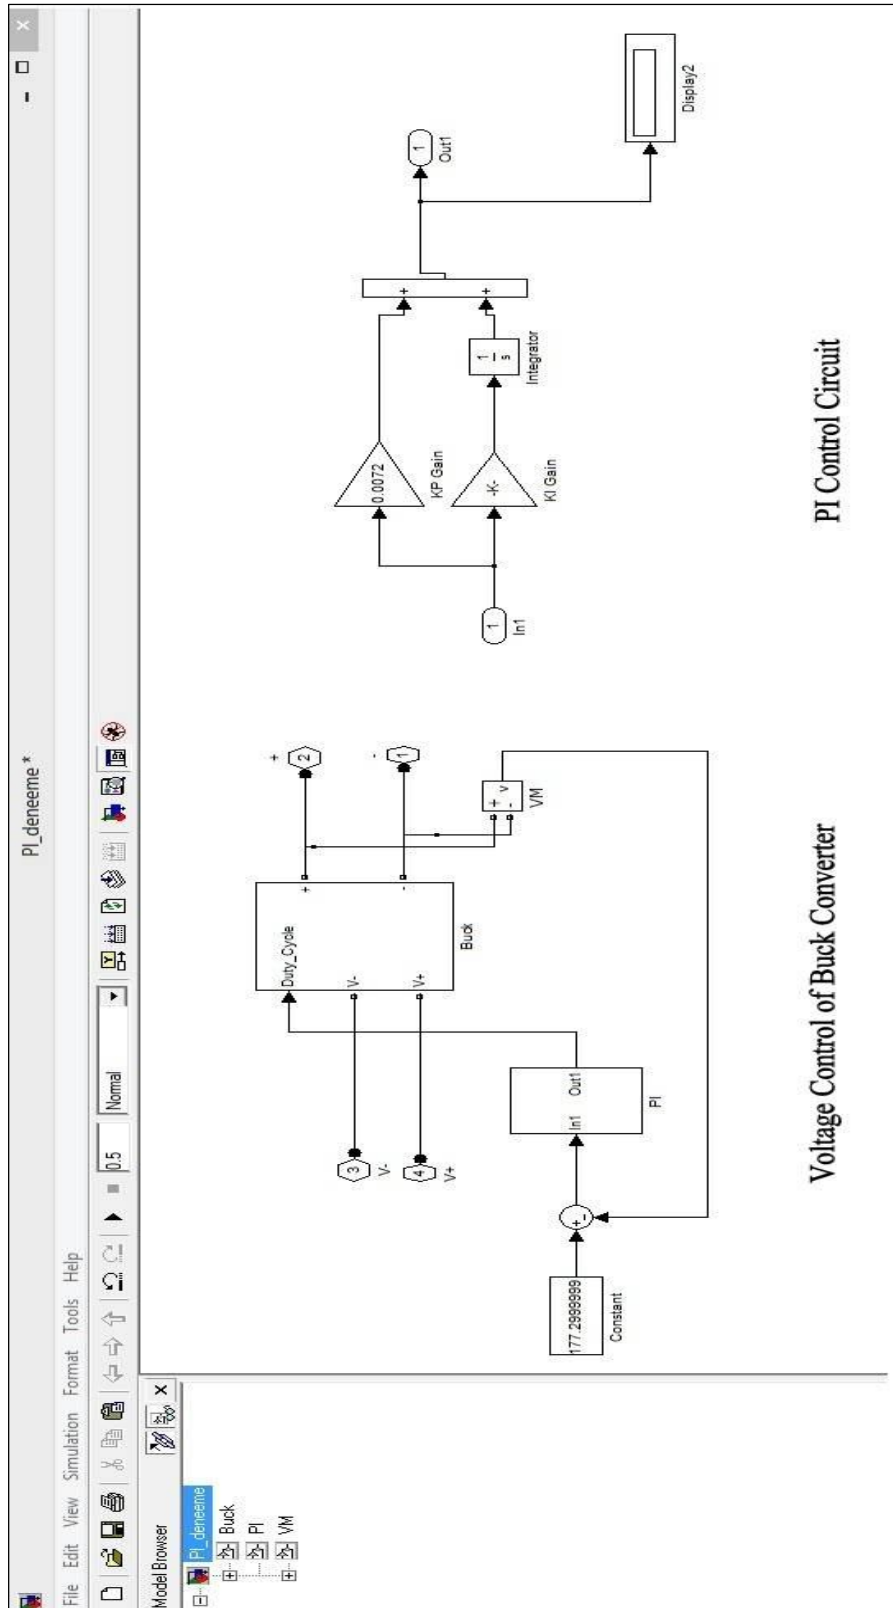 PI_deneeme *
File Edit View Simulation Format Tools Help
0.5
Normal
Model Browser
PI_deneeme
Buck
PI
VM
177.2999999
Constant
+
-
In1
Out1
PI
3
V-
4
V+
Duty_Cycle
V-
V+
+
-
Buck
+
2
-
1
+
-
v
VM
Voltage Control of Buck Converter
1
In1
0.0072
KP Gain
-K-
KI Gain
1
s
Integrator
+
+
1
Out1
Display2
PI Control Circuit